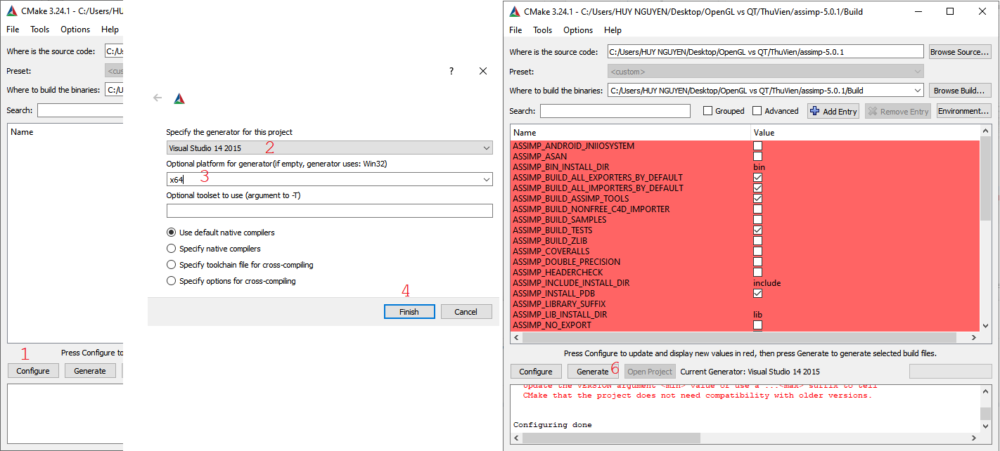 CMake 3.24.1 - C:/Users/HU
File Tools Options Help
Where is the source code: C:/Us
Preset: <cus
Where to build the binaries: C:/U
Search:
Name
1
Press Configure to
Configure Generate
?
Specify the generator for this project
Visual Studio 14 2015 2
Optional platform for generator(if empty, generator uses: Win32)
x64 3
Optional toolset to use (argument to -T)
Use default native compilers
Specify native compilers
Specify toolchain file for cross-compiling
Specify options for cross-compiling
4
Finish Cancel
CMake 3.24.1 - C:/Users/HUY NGUYEN/Desktop/OpenGL vs QT/ThuVien/assimp-5.0.1/Build
File Tools Options Help
Where is the source code: C:/Users/HUY NGUYEN/Desktop/OpenGL vs QT/ThuVien/assimp-5.0.1 Browse Source...
Preset: <custom>
Where to build the binaries: C:/Users/HUY NGUYEN/Desktop/OpenGL vs QT/ThuVien/assimp-5.0.1/Build Browse Build...
Search: Grouped Advanced Add Entry Remove Entry Environment...
Name Value
ASSIMP_ANDROID_JNIIOSYSTEM
ASSIMP_ASAN
ASSIMP_BIN_INSTALL_DIR bin
ASSIMP_BUILD_ALL_EXPORTERS_BY_DEFAULT
ASSIMP_BUILD_ALL_IMPORTERS_BY_DEFAULT
ASSIMP_BUILD_ASSIMP_TOOLS
ASSIMP_BUILD_NONFREE_C4D_IMPORTER
ASSIMP_BUILD_SAMPLES
ASSIMP_BUILD_TESTS
ASSIMP_BUILD_ZLIB
ASSIMP_COVERALLS
ASSIMP_DOUBLE_PRECISION
ASSIMP_HEADERCHECK
ASSIMP_INCLUDE_INSTALL_DIR include
ASSIMP_INSTALL_PDB
ASSIMP_LIBRARY_SUFFIX
ASSIMP_LIB_INSTALL_DIR lib
ASSIMP_NO_EXPORT
Press Configure to update and display new values in red, then press Generate to generate selected build files.
Configure Generate 6 Open Project Current Generator: Visual Studio 14 2015
Update the VERSION argument <min> value or use a ...<max> suffix to tell
CMake that the project does not need compatibility with older versions.
Configuring done